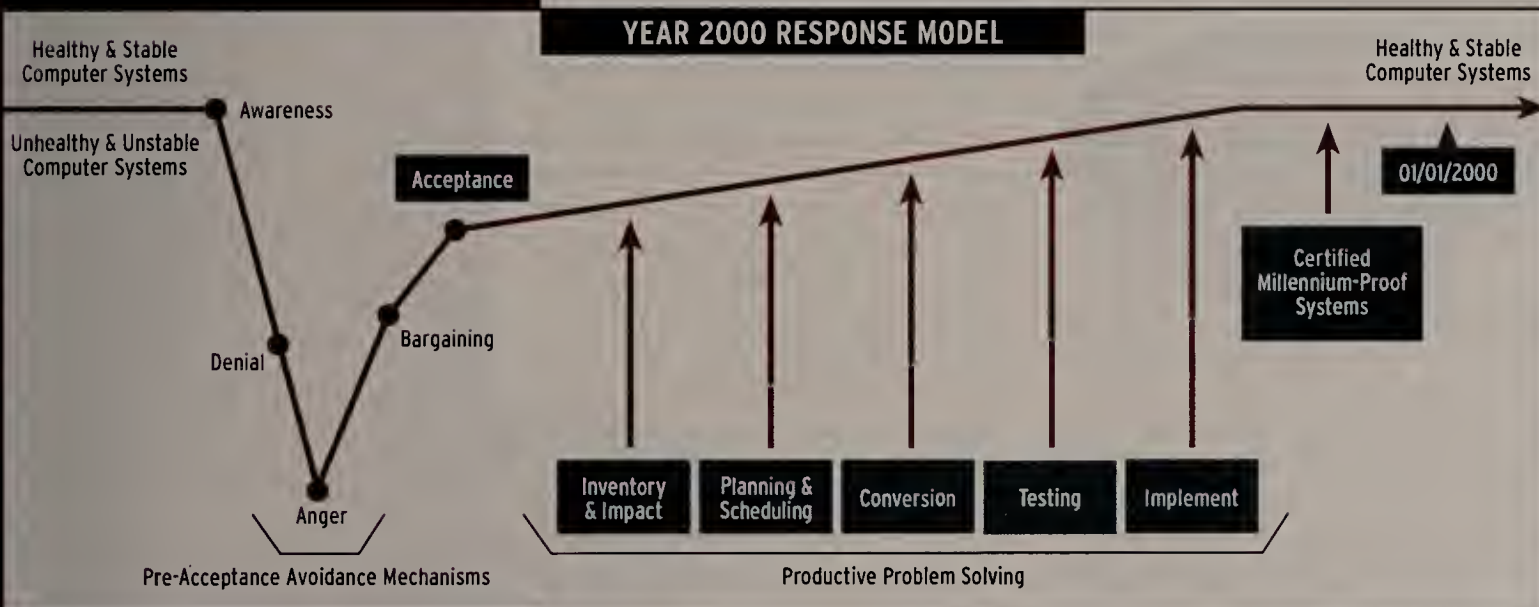 YEAR 2000 RESPONSE MODEL
Healthy & Stable
Computer Systems
Healthy & Stable
Computer Systems
Awareness
Unhealthy & Unstable
Computer Systems
Acceptance
01/01/2000
Certified
Millennium-Proof
Systems
Bargaining
Denial
Inventory
& Impact
Planning &
Scheduling
Conversion
Testing
Implement
Anger
Pre-Acceptance Avoidance Mechanisms
Productive Problem Solving